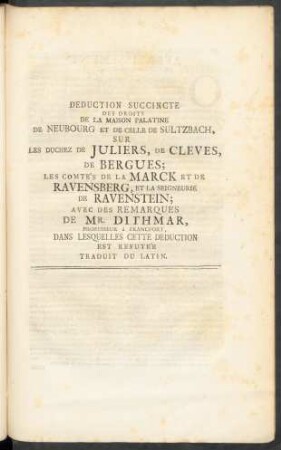 DEDUCTION SUCCINCTE
DES DROITS
DE LA MAISON PALATINE
DE NEUBOURG ET DE CELLE DE SULTZBACH,
SUR
LES DUCHEZ DE JULIERS, DE CLEVES,
DE BERGUES;
LES COMTÉS DE LA MARCK ET DE
RAVENSBERG, ET LA SEIGNEURIE
DE RAVENSTEIN;
AVEC DES REMARQUES
DE MR. DITHMAR,
PROFESSEUR À FRANCFORT,
DANS LESQUELLES CETTE DEDUCTION
EST REFUTÉE
TRADUIT DU LATIN.